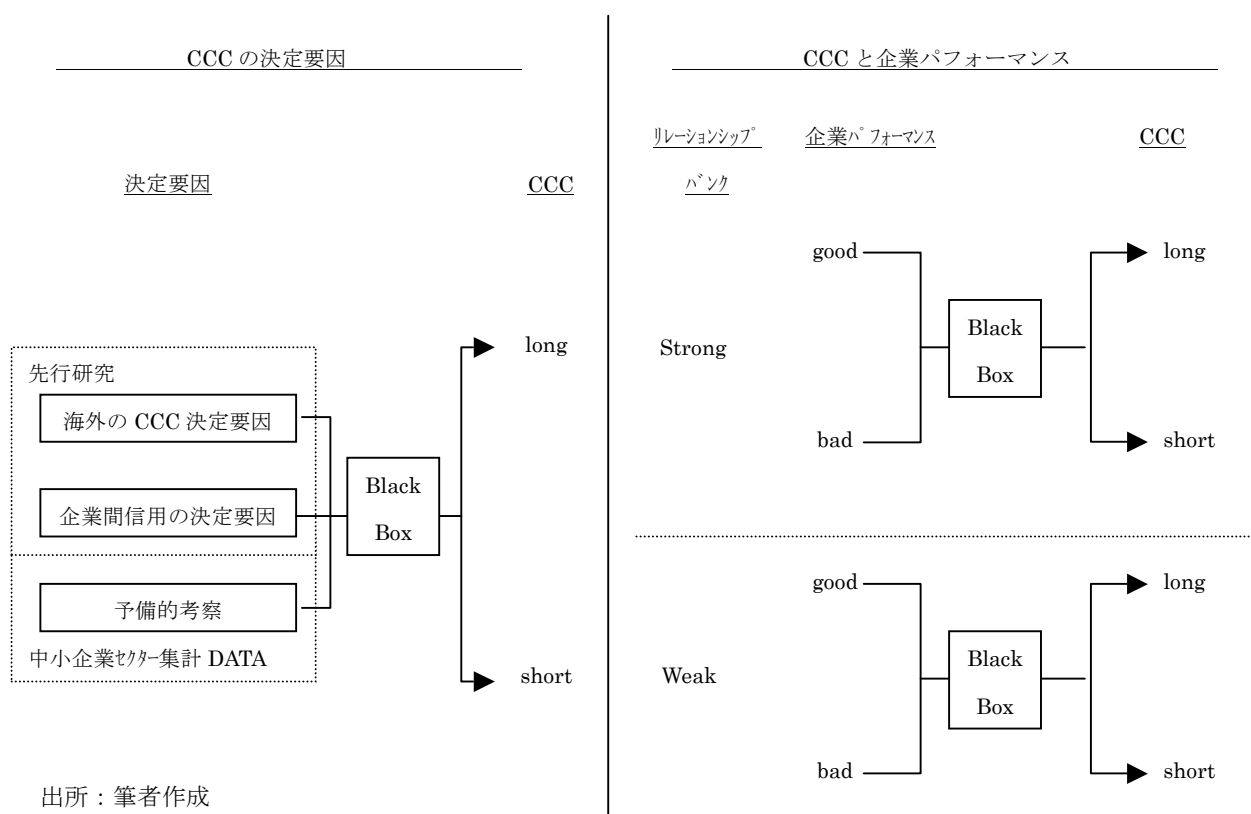 CCC の決定要因
決定要因
CCC
先行研究
海外の CCC 決定要因
企業間信用の決定要因
予備的考察
中小企業ｾｸﾀｰ集計 DATA
Black
Box
long
short
出所：筆者作成
CCC と企業パフォーマンス
ﾘﾚｰｼｮﾝｼｯﾌﾟ
ﾊﾞﾝｸ
企業ﾊﾟﾌｫｰﾏﾝｽ
CCC
Strong
good
bad
Black
Box
long
short
Weak
good
bad
Black
Box
long
short